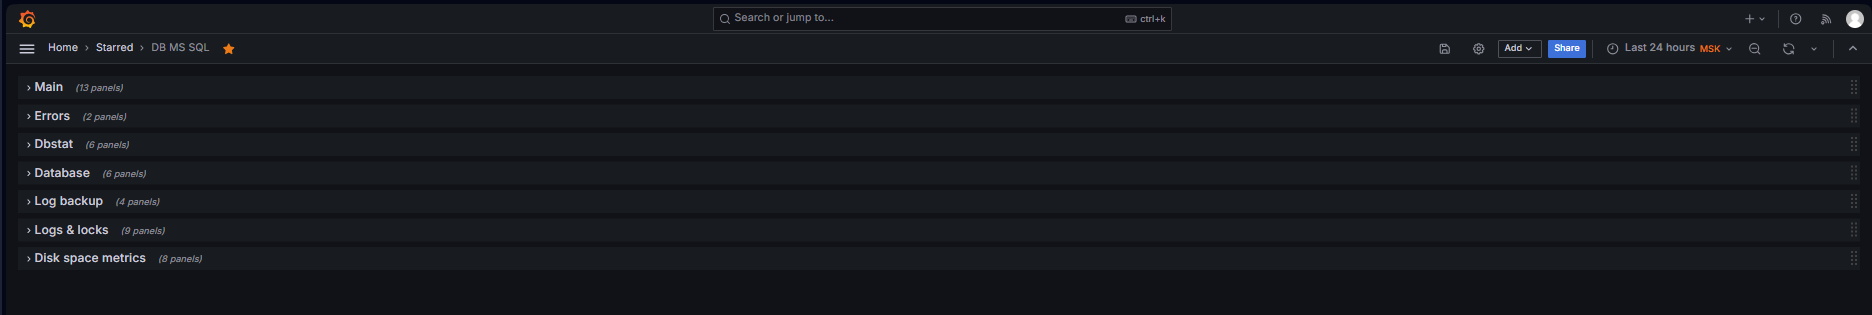 Search or jump to... ctrl+k
Home › Starred › DB MS SQL Add Share Last 24 hours MSK
› Main (13 panels)
› Errors (2 panels)
› Dbstat (6 panels)
› Database (6 panels)
› Log backup (4 panels)
› Logs & locks (9 panels)
› Disk space metrics (8 panels)